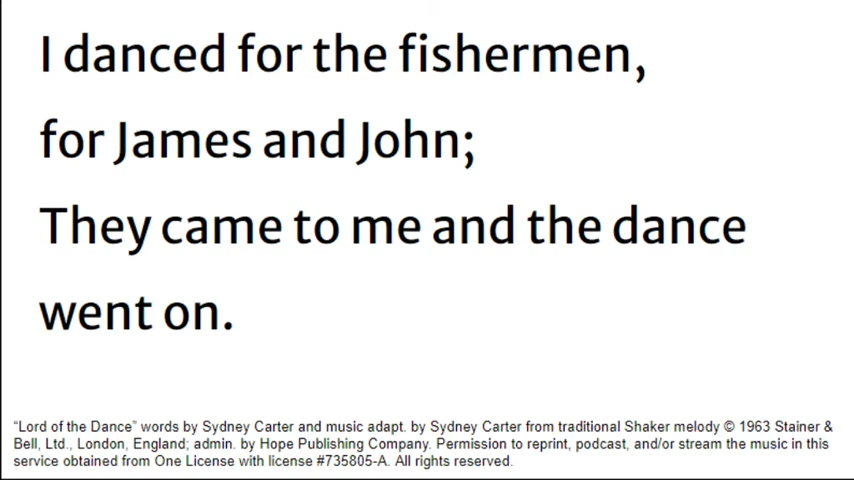 I danced for the fishermen,
for James and John;
They came to me and the dance
went on.
“Lord of the Dance” words by Sydney Carter and music adapt. by Sydney Carter from traditional Shaker melody © 1963 Stainer &
Bell, Ltd., London, England; admin. by Hope Publishing Company. Permission to reprint, podcast, and/or stream the music in this
service obtained from One License with license #735805-A. All rights reserved.